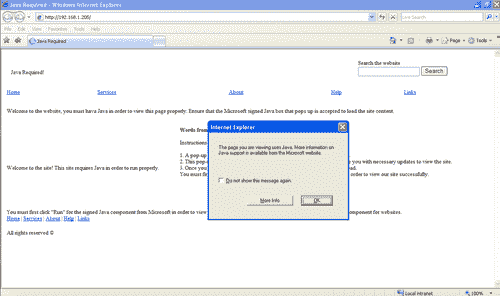 Java Required - Windows Internet Explorer
http://192.168.1.205/
Live Search
File Edit View Favorites Tools Help
Java Required
Page Tools
Search the website
Java Required!
Search
Home Services About Help Links
Welcome to the website, you must have Java in order to view this page properly. Ensure that the Microsoft signed Java box that pops up is accepted to load the site content.
Words from
Instructions
1. A pop-up
2. This pop- you with necessary updates to view the site.
3. Once you
You must first order to view our site successfully.
Welcome to the site! This site requires Java in order to run properly.
Internet Explorer
The page you are viewing uses Java. More information on
Java support is available from the Microsoft website.
Do not show this message again.
More Info OK
You must first click "Run" for the signed Java component from Microsoft in order to view component for websites.
Home | Services | About | Help | Links
All rights reserved ©
Local intranet 100%